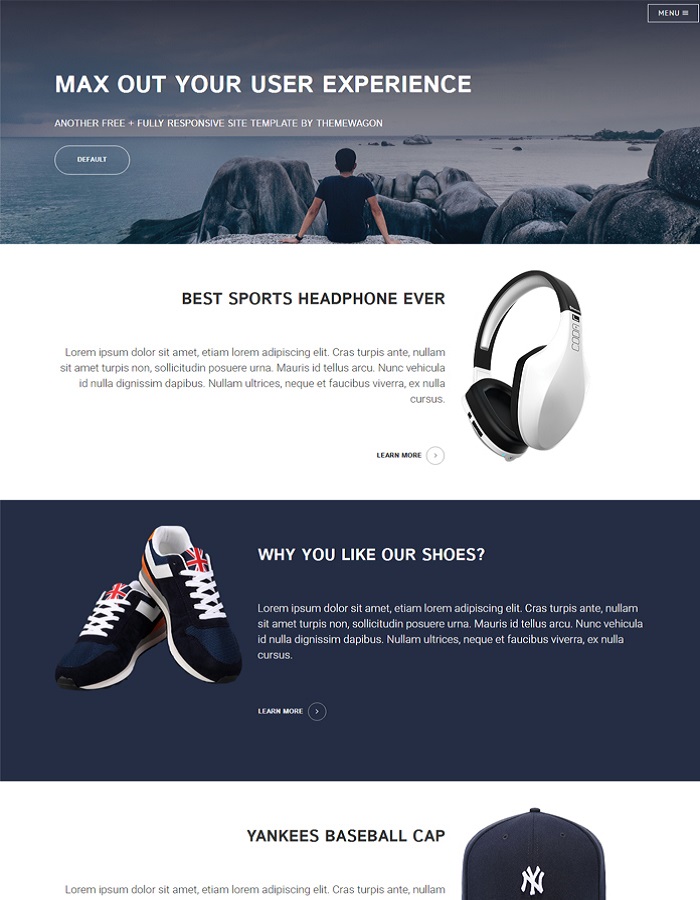 MENU
MAX OUT YOUR USER EXPERIENCE
ANOTHER FREE + FULLY RESPONSIVE SITE TEMPLATE BY THEMEWAGON
DEFAULT
BEST SPORTS HEADPHONE EVER
Lorem ipsum dolor sit amet, etiam lorem adipiscing elit. Cras turpis ante, nullam
sit amet turpis non, sollicitudin posuere urna. Mauris id tellus arcu. Nunc vehicula
id nulla dignissim dapibus. Nullam ultrices, neque et faucibus viverra, ex nulla
cursus.
LEARN MORE
WHY YOU LIKE OUR SHOES?
Lorem ipsum dolor sit amet, etiam lorem adipiscing elit. Cras turpis ante, nullam
sit amet turpis non, sollicitudin posuere urna. Mauris id tellus arcu. Nunc vehicula
id nulla dignissim dapibus. Nullam ultrices, neque et faucibus viverra, ex nulla
cursus.
LEARN MORE
YANKEES BASEBALL CAP
NY
Lorem ipsum dolor sit amet, etiam lorem adipiscing elit. Cras turpis ante, nullam